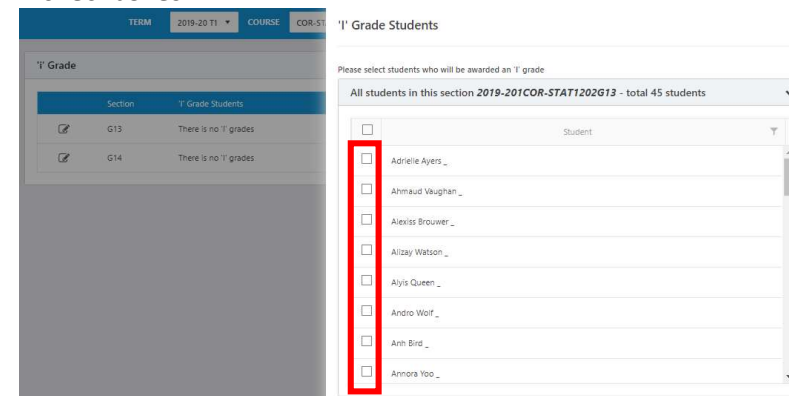 TERM 2019-20 T1 COURSE COR-ST
'I' Grade
Section 'I' Grade Students
G13 There is no 'I' grades
G14 There is no 'I' grades
'I' Grade Students
Please select students who will be awarded an 'I' grade
All students in this section 2019-201COR-STAT1202G13 - total 45 students
Student
Adrielle Ayers _
Ahmaud Vaughan _
Alexiss Brouwer _
Alizay Watson _
Alyis Queen _
Andro Wolf _
Anh Bird _
Annora Yoo _